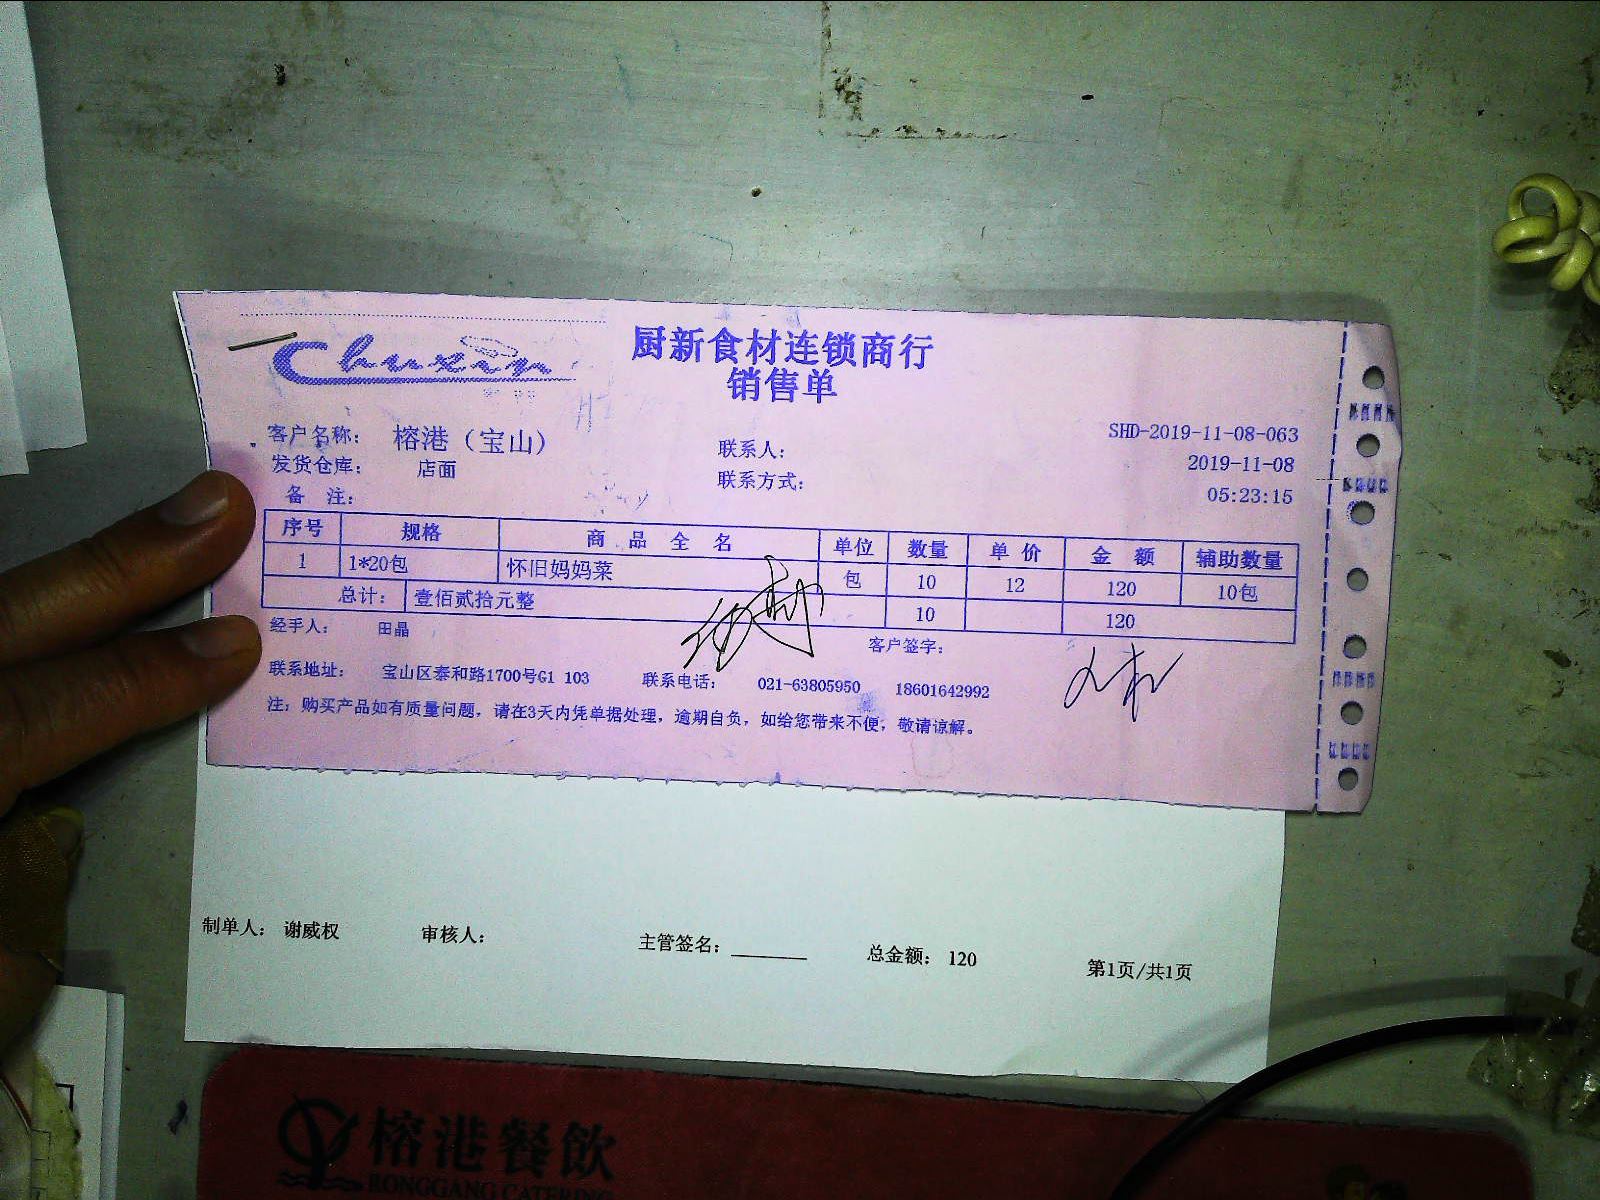 Chuxin
厨新食材连锁商行
销售单
客户名称： 榕港（宝山） 联系人： SHD-2019-11-08-063
发货仓库： 店面 联系方式： 2019-11-08
备 注： 05:23:15
序号 规格 商 品 全 名 单位 数量 单 价 金 额 辅助数量
1 1*20包 怀旧妈妈菜 包 10 12 120 10包
总计： 壹佰贰拾元整 10 120
经手人： 田晶 客户签字：
联系地址： 宝山区泰和路1700号G1 103 联系电话： 021-63805950 18601642992
注：购买产品如有质量问题，请在3天内凭单据处理，逾期自负，如给您带来不便，敬请谅解。
制单人： 谢威权 审核人： 主管签名：______ 总金额： 120 第1页/共1页
榕港餐飲
RONGGANG CATERING